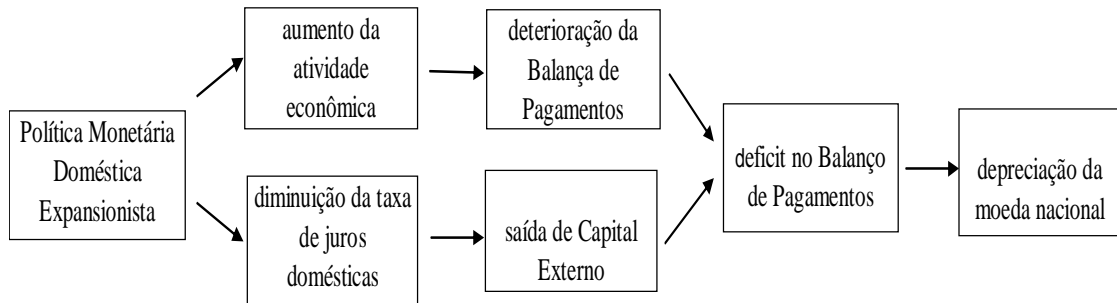 Política Monetária
Doméstica
Expansionista
aumento da
atividade
econômica
deterioração da
Balança de
Pagamentos
diminuição da taxa
de juros
domésticas
saída de Capital
Externo
deficit no Balanço
de Pagamentos
depreciação da
moeda nacional